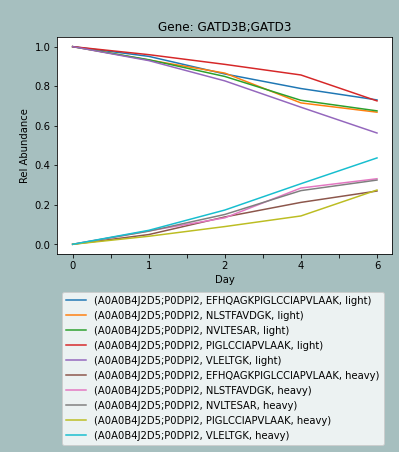 Gene: GATD3B;GATD3
1.0
0.8
0.6
0.4
0.2
0.0
Rel Abundance
0 1 2 4 6
Day
(A0A0B4J2D5;P0DPI2, EFHQAGKPIGLCCIAPVLAAK, light)
(A0A0B4J2D5;P0DPI2, NLSTFAVDGK, light)
(A0A0B4J2D5;P0DPI2, NVLTESAR, light)
(A0A0B4J2D5;P0DPI2, PIGLCCIAPVLAAK, light)
(A0A0B4J2D5;P0DPI2, VLELTGK, light)
(A0A0B4J2D5;P0DPI2, EFHQAGKPIGLCCIAPVLAAK, heavy)
(A0A0B4J2D5;P0DPI2, NLSTFAVDGK, heavy)
(A0A0B4J2D5;P0DPI2, NVLTESAR, heavy)
(A0A0B4J2D5;P0DPI2, PIGLCCIAPVLAAK, heavy)
(A0A0B4J2D5;P0DPI2, VLELTGK, heavy)